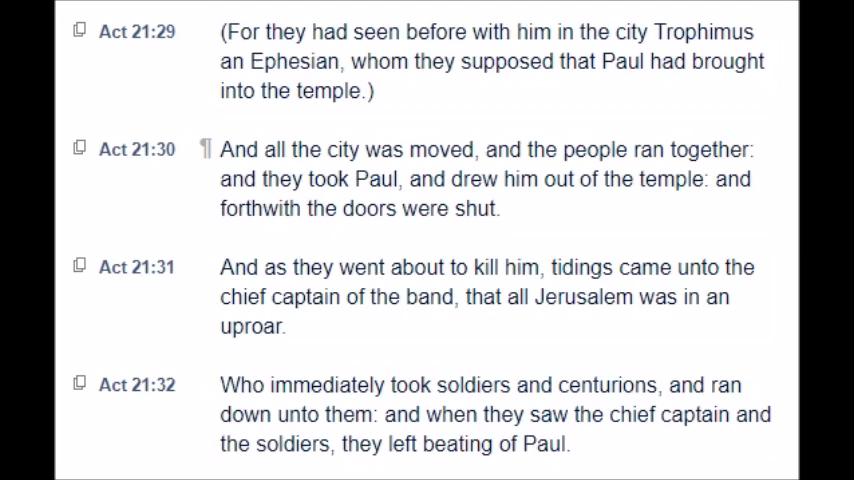 Act 21:29 (For they had seen before with him in the city Trophimus
an Ephesian, whom they supposed that Paul had brought
into the temple.)
Act 21:30 ¶ And all the city was moved, and the people ran together:
and they took Paul, and drew him out of the temple: and
forthwith the doors were shut.
Act 21:31 And as they went about to kill him, tidings came unto the
chief captain of the band, that all Jerusalem was in an
uproar.
Act 21:32 Who immediately took soldiers and centurions, and ran
down unto them: and when they saw the chief captain and
the soldiers, they left beating of Paul.